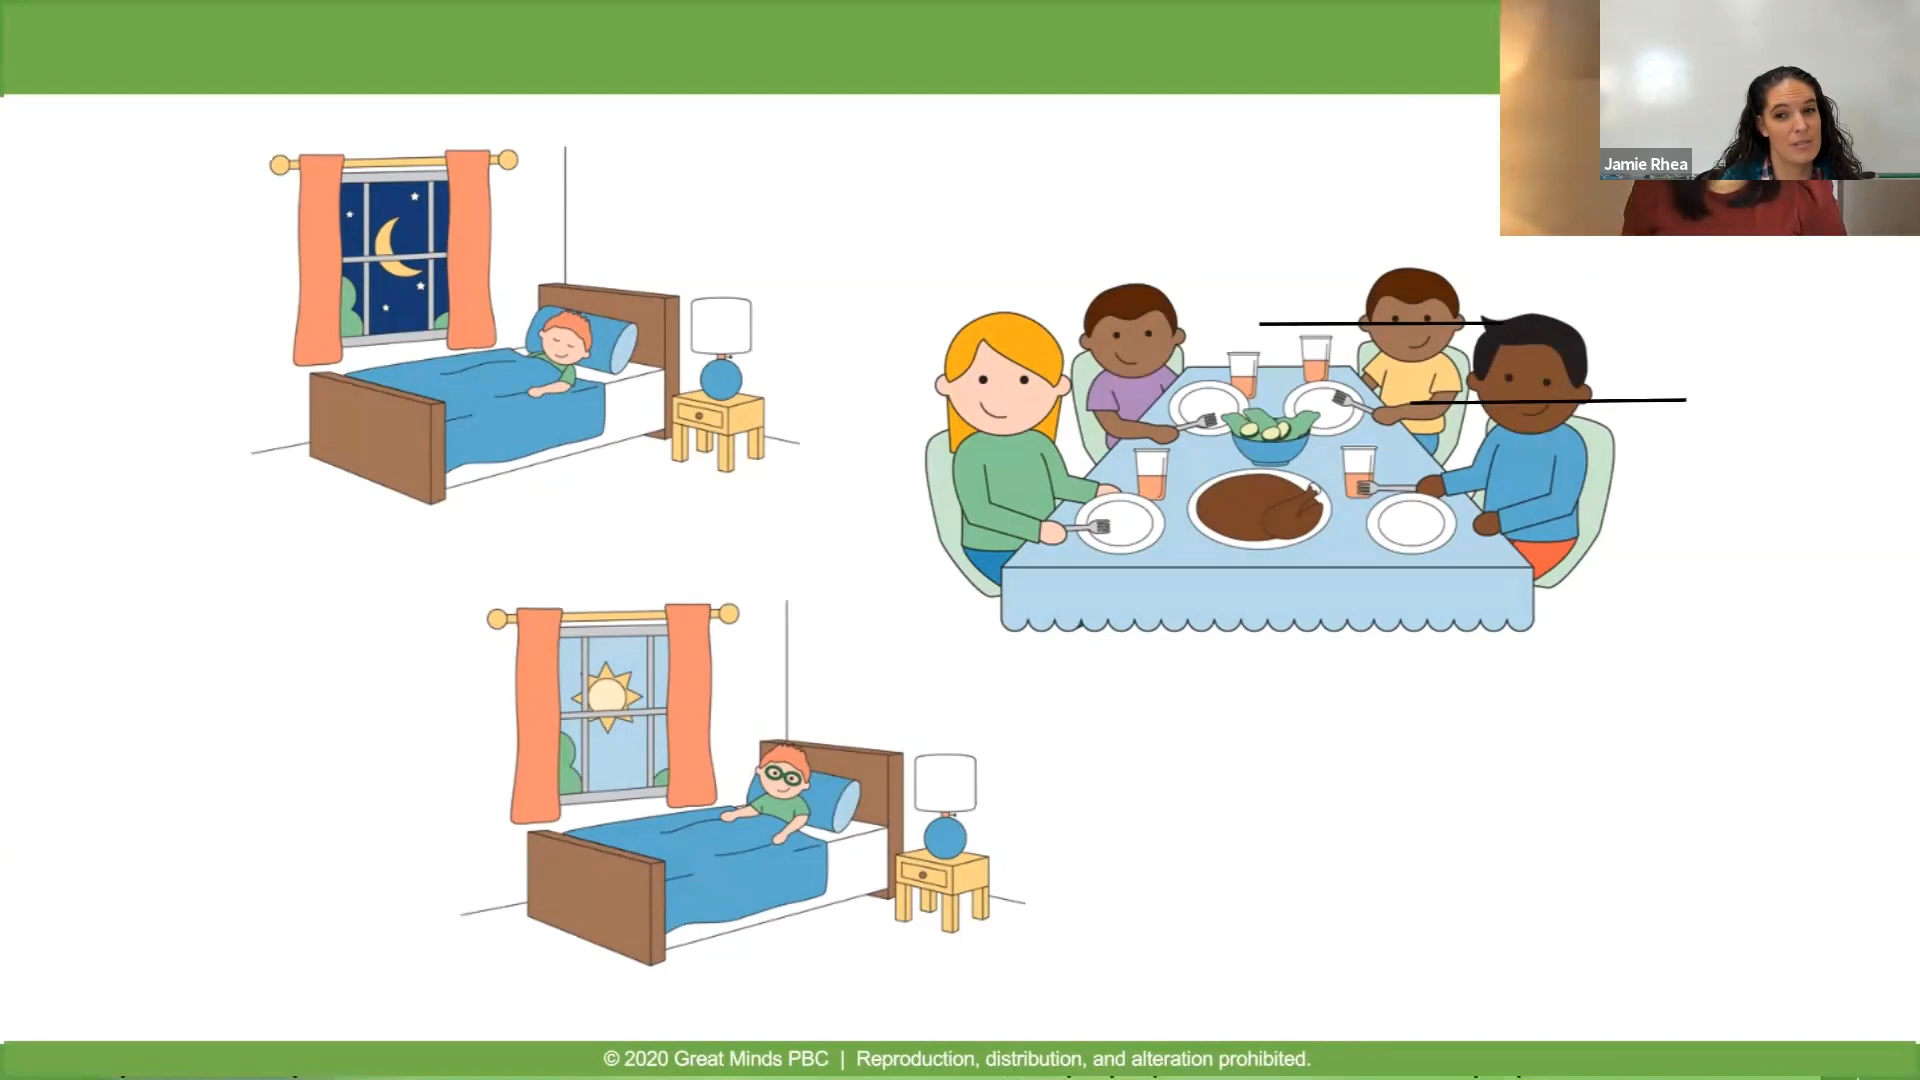 Jamie Rhea
© 2020 Great Minds PBC | Reproduction, distribution, and alteration prohibited.